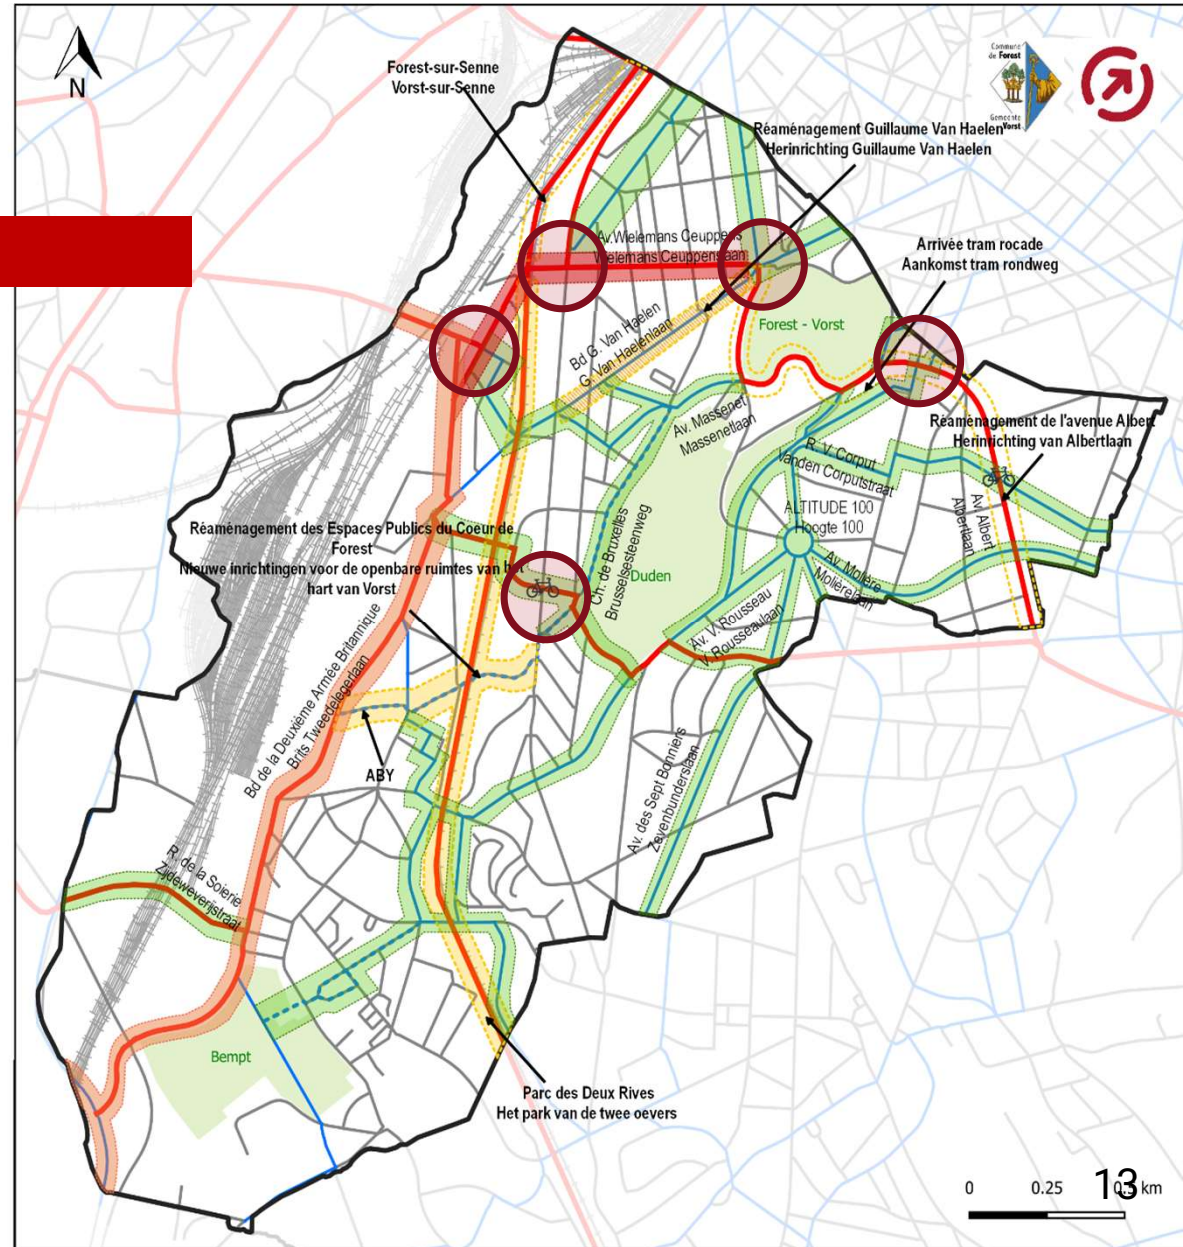 N
Forest-sur-Senne
Vorst-sur-Senne
Commune
de Forest
Gemeente
Vorst
Réaménagement Guillaume Van Haelen
Herinrichting Guillaume Van Haelen
Av.Wielemans Ceuppens
Wielemans Ceuppenslaan
Arrivée tram rocade
Aankomst tram rondweg
Bd G. Van Haelen
G. Van Haelenlaan
Forest - Vorst
Av. Massenet
Massenetlaan
Réaménagement de l'avenue Albert
Herinrichting van Albertlaan
R. V. Corput
Vanden Corputstraat
ALTITUDE 100
Hoogte 100
Av. Albert
Albertlaan
Réaménagement des Espaces Publics du Coeur de
Forest
Nieuwe inrichtingen voor de openbare ruimtes van het
hart van Vorst
Ch. de Bruxelles
Brusselsesteenweg
Duden
Av. Molière
Molièrelaan
Av. V. Rousseau
V. Rousseaulaan
Bd de la Deuxième Armée Britannique
Brits Tweedelegerlaan
ABY
Av. des Sept Bonniers
Zevenbunderslaan
R. de la Soierie
Zijdeweverijstraat
Bempt
Parc des Deux Rives
Het park van de twee oevers
0 0.25 0.5 km
13